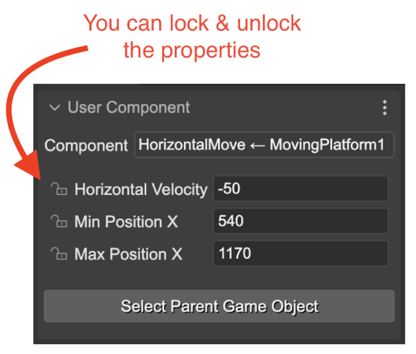 You can lock & unlock
the properties
User Component
Component HorizontalMove ← MovingPlatform1
Horizontal Velocity -50
Min Position X 540
Max Position X 1170
Select Parent Game Object